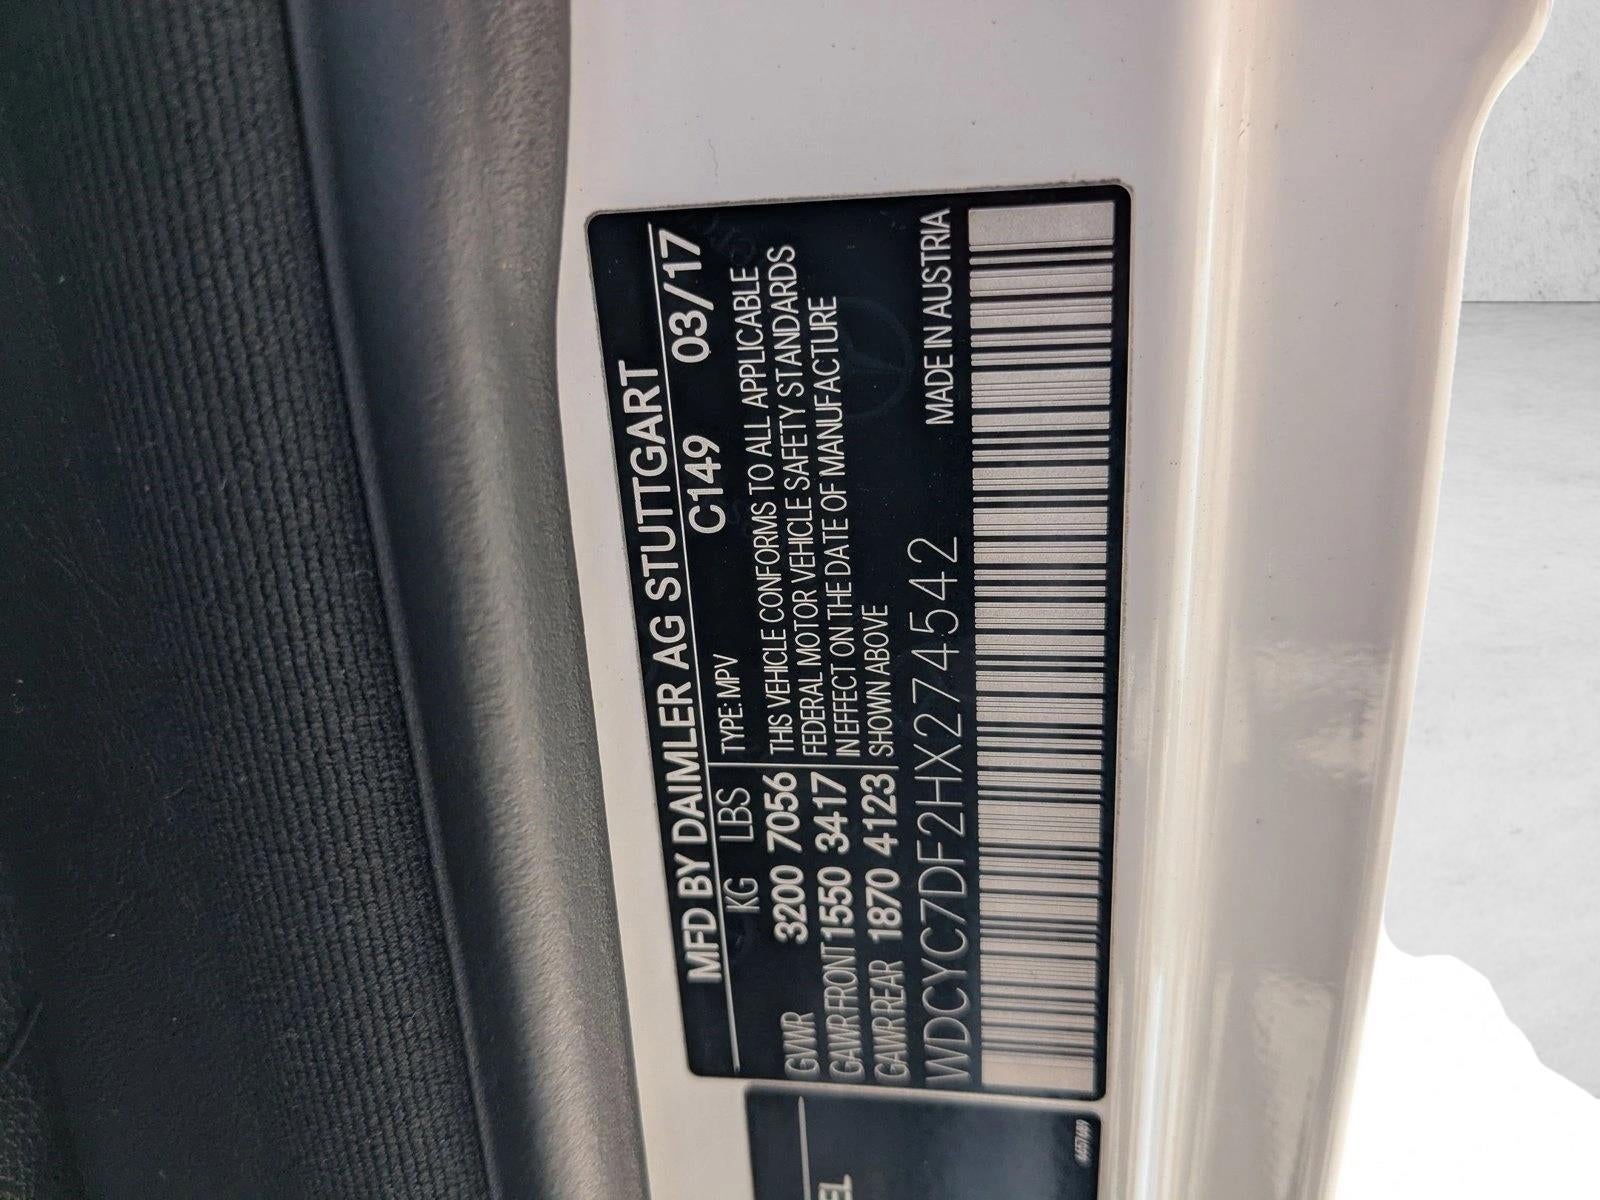 MFD BY DAIMLER AG STUTTGART
KG LBS C149 03/17
TYPE: MPV
GWR 3200 7056
GAWR FRONT 1550 3417
GAWR REAR 1870 4123
THIS VEHICLE CONFORMS TO ALL APPLICABLE
FEDERAL MOTOR VEHICLE SAFETY STANDARDS
IN EFFECT ON THE DATE OF MANUFACTURE
SHOWN ABOVE
WDCYC7DF2HX274542 MADE IN AUSTRIA